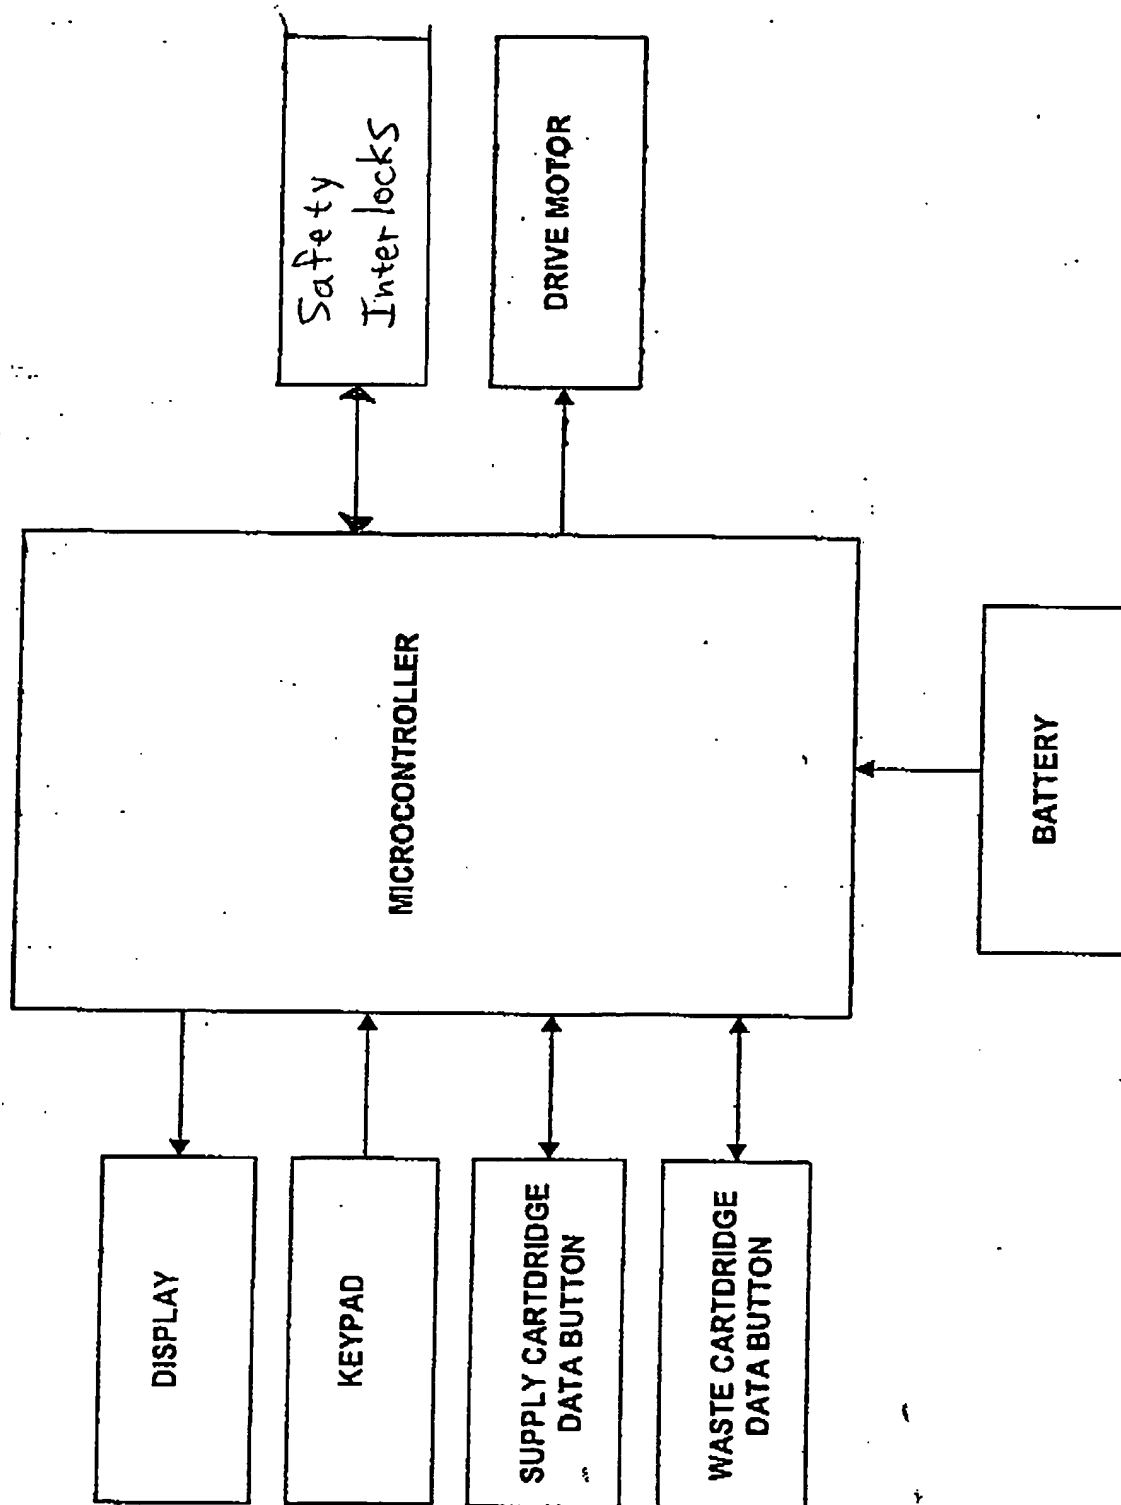 DISPLAY
KEYPAD
SUPPLY CARTDRIDGE
DATA BUTTON
WASTE CARTDRIDGE
DATA BUTTON
MICROCONTROLLER
BATTERY
Safety
Interlocks
DRIVE MOTOR